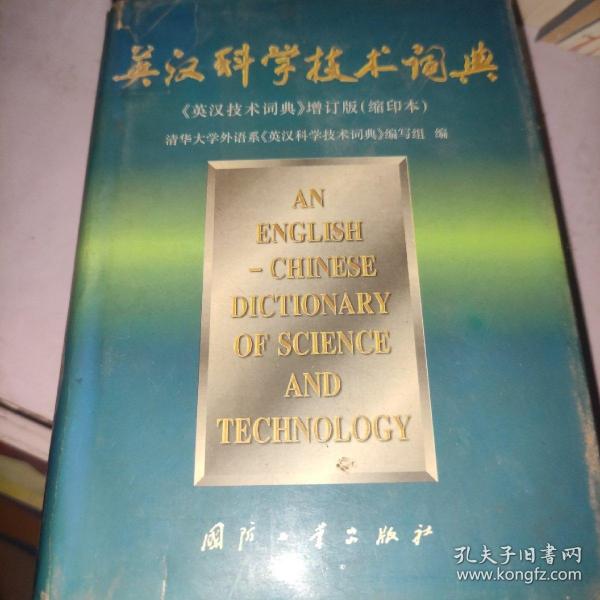 英汉科学技术词典
《英汉技术词典》增订版(缩印本)
清华大学外语系《英汉科学技术词典》编写组 编
AN
ENGLISH
– CHINESE
DICTIONARY
OF SCIENCE
AND
TECHNOLOGY
国防工业出版社
孔夫子旧书网
www.kongfz.com